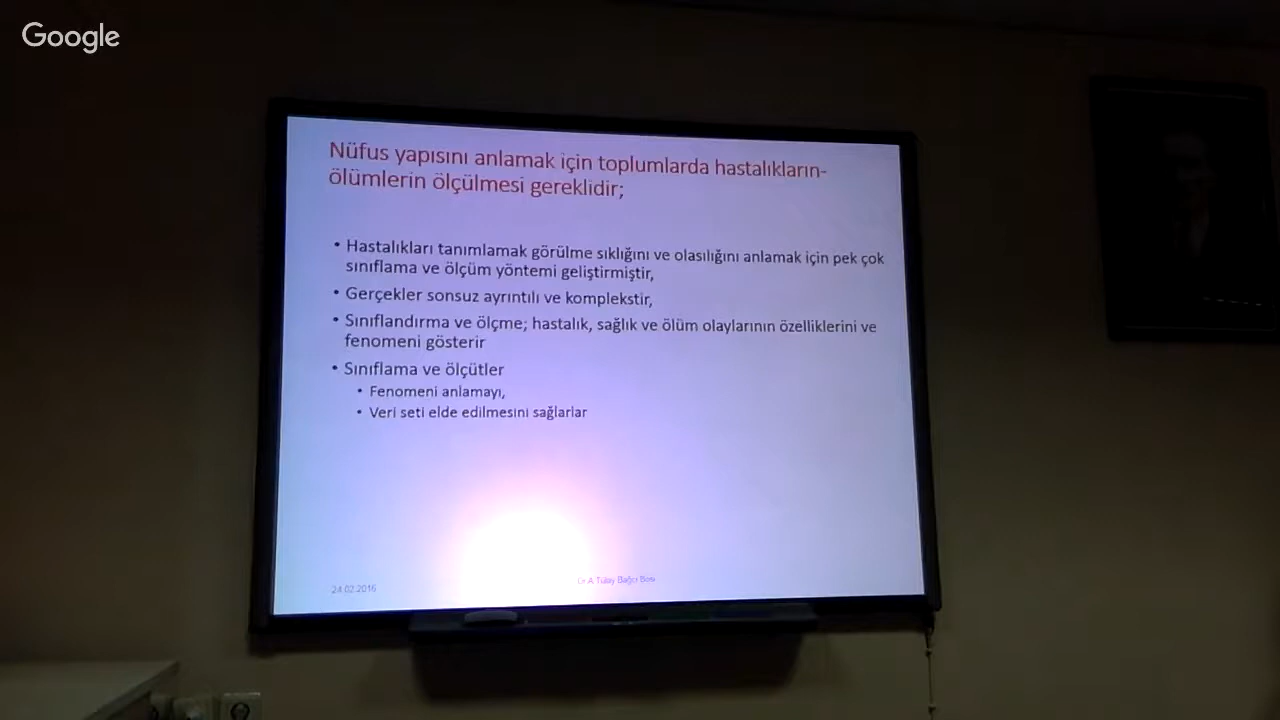 Google
Nüfus yapısını anlamak için toplumlarda hastalıkların-
ölümlerin ölçülmesi gereklidir;
• Hastalıkları tanımlamak görülme sıklığını ve olasılığını anlamak için pek çok
sınıflama ve ölçüm yöntemi geliştirmiştir,
• Gerçekler sonsuz ayrıntılı ve komplekstir,
• Sınıflandırma ve ölçme; hastalık, sağlık ve ölüm olaylarının özelliklerini ve
fenomeni gösterir
• Sınıflama ve ölçütler
• Fenomeni anlamayı,
• Veri seti elde edilmesini sağlarlar
24.02.2016
A Tülay Bağcı